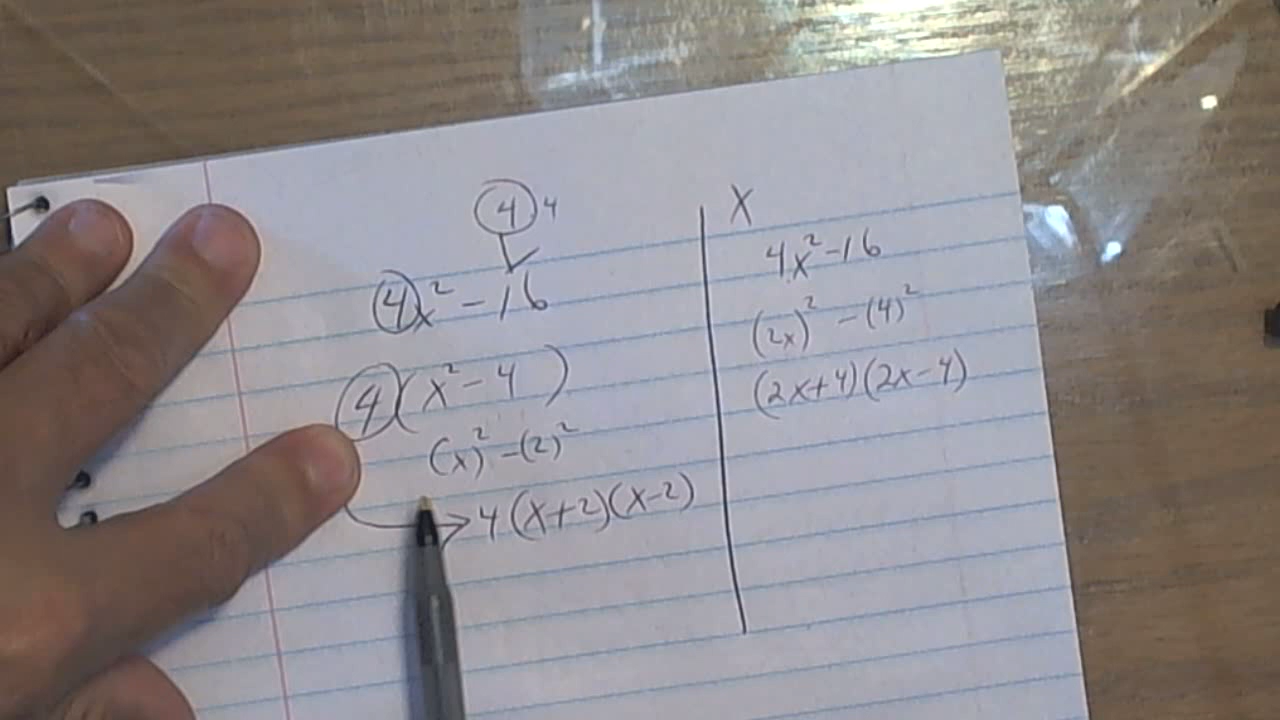 4 4
4x² - 16
4(x² - 4)
(x)² - (2)²
4(x+2)(x-2)
X
4x² - 16
(2x)² - (4)²
(2x+4)(2x-4)